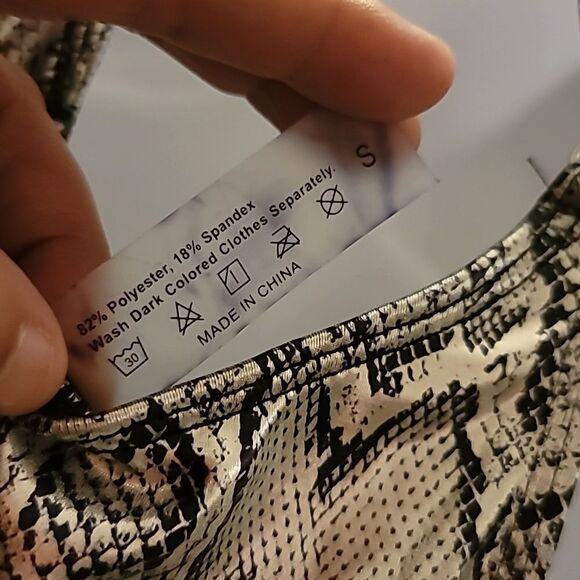 S
82% Polyester, 18% Spandex
Wash Dark Colored Clothes Separately.
30
MADE IN CHINA